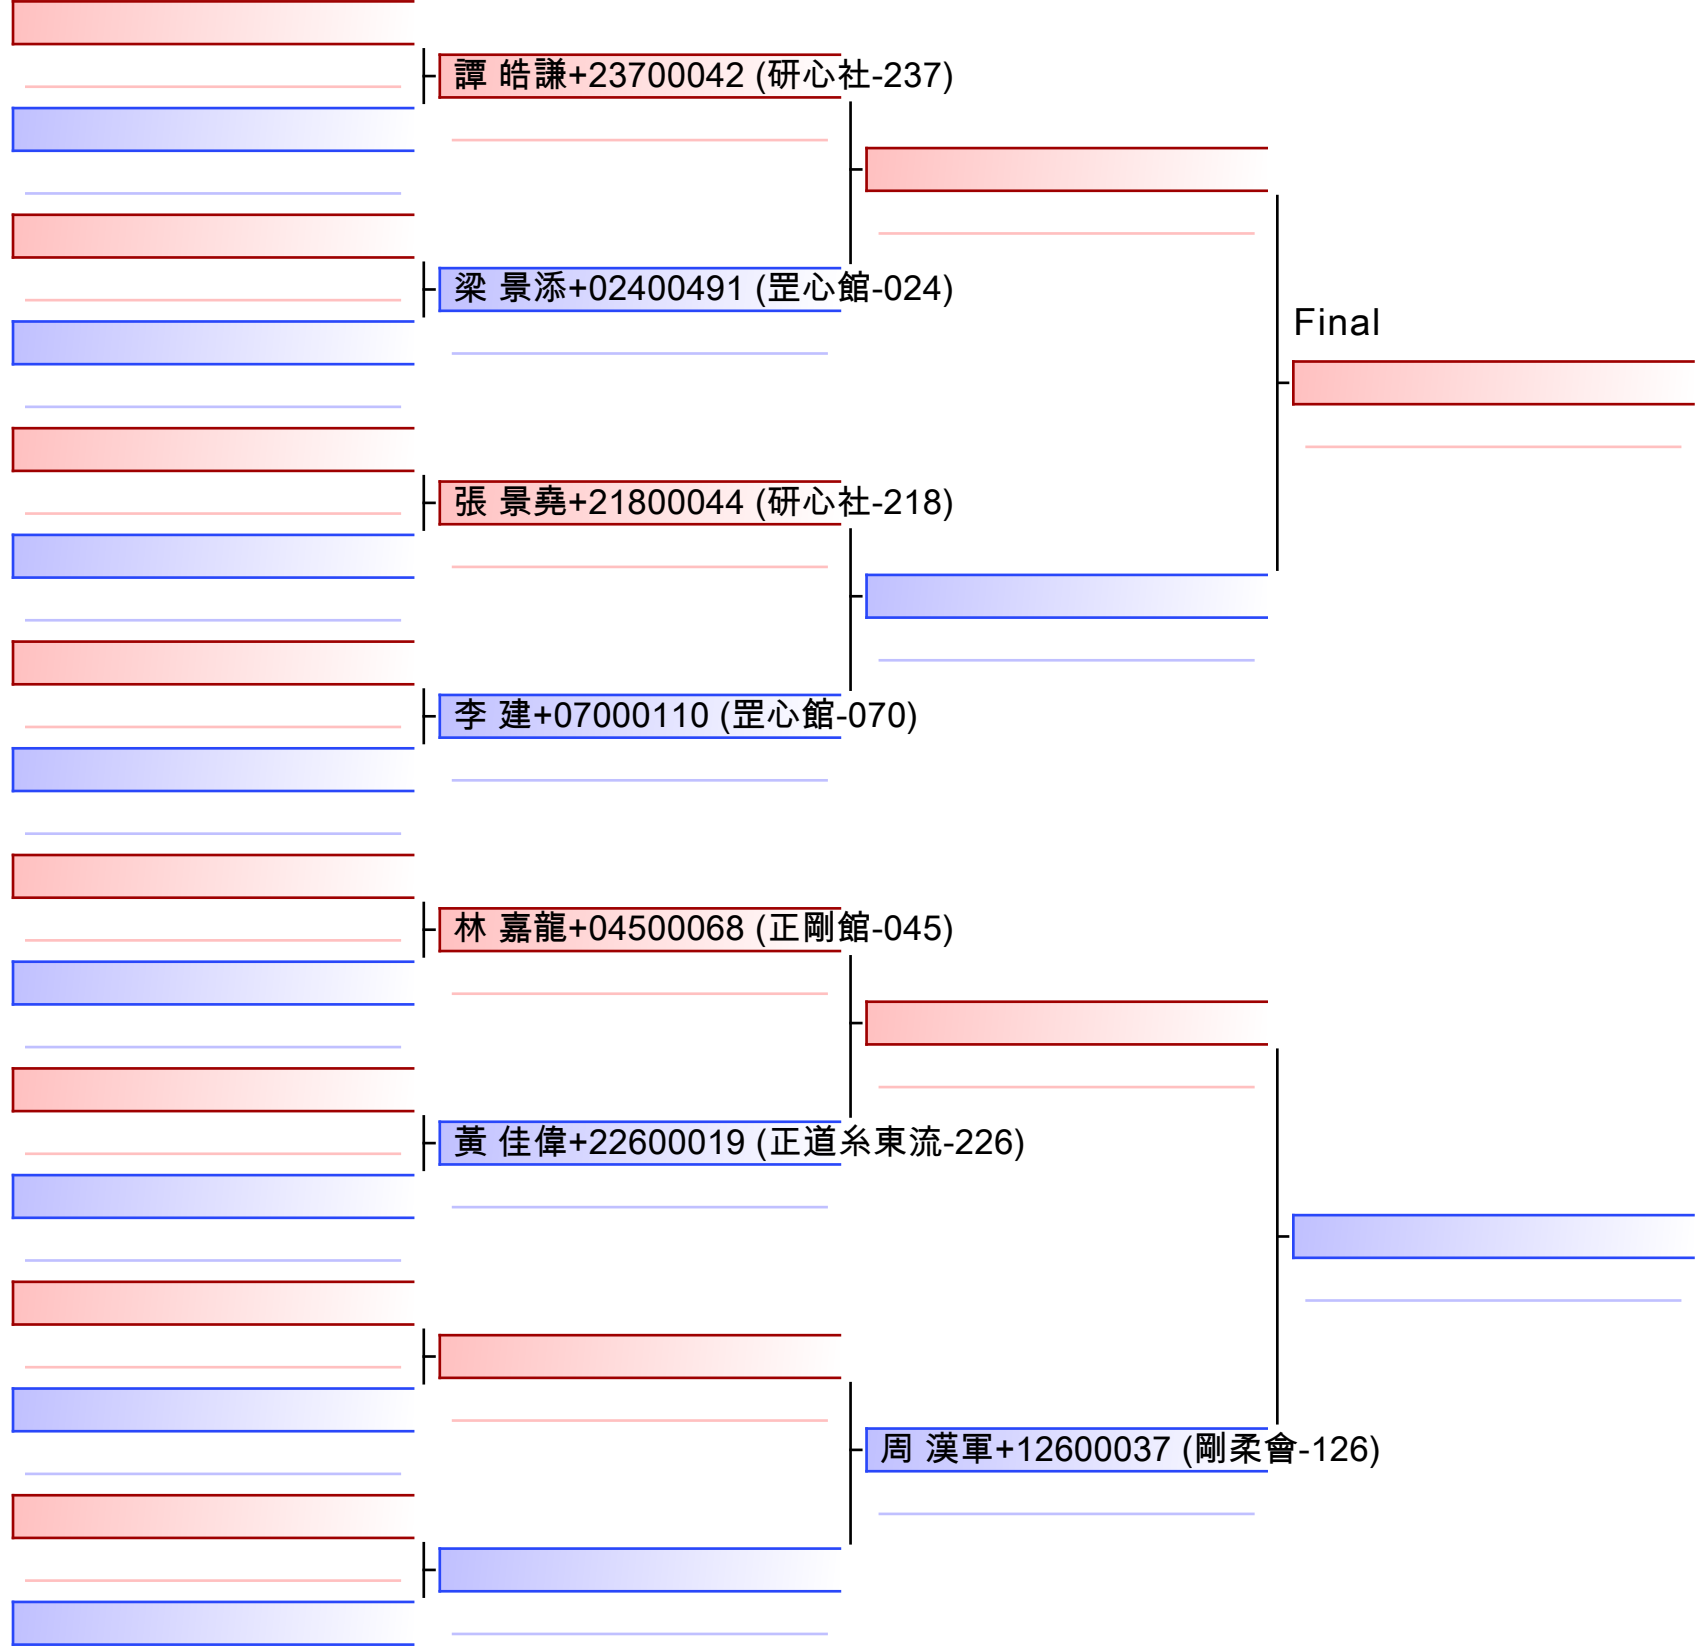 譚 皓謙+23700042 (研心社-237)
梁 景添+02400491 (罡心館-024)
Final
張 景堯+21800044 (研心社-218)
李 建+07000110 (罡心館-070)
林 嘉龍+04500068 (正剛館-045)
黃 佳偉+22600019 (正道糸東流-226)
周 漢軍+12600037 (剛柔會-126)